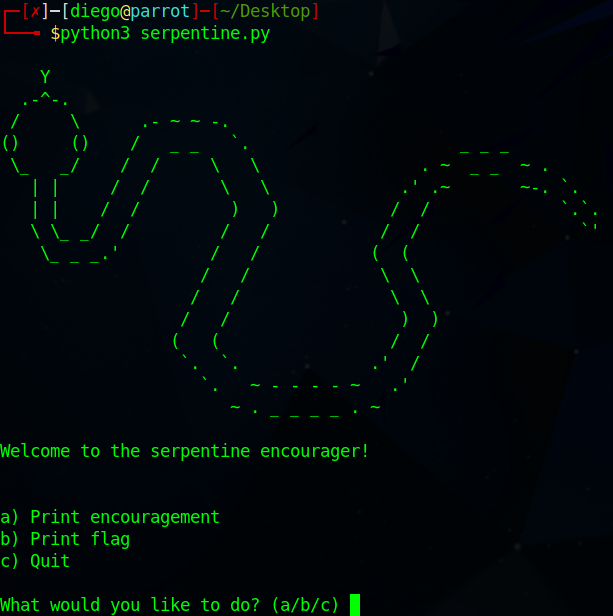 [✗]─[diego@parrot]─[~/Desktop]
$python3 serpentine.py
Y
.-^-.
/     \      .- ~ ~ -.
()     ()    /   _ _   `.                     _ _ _
\_   _/    /  /     \   \                . ~  _ _  ~ .
| |     /  /       \   \             .' .~       ~-. `.
| |    /  /         )   )           /  /             `.`.
\ \_ _/  /         /   /           /  /                `'
\_ _ _.'         /   /           (  (
/   /             \  \
/   /               \  \
/   /                 )  )
(   (                 /  /
`.  `.             .'  /
`.   ~ - - - - ~   .'
~ . _ _ _ _ . ~
Welcome to the serpentine encourager!
a) Print encouragement
b) Print flag
c) Quit
What would you like to do? (a/b/c)